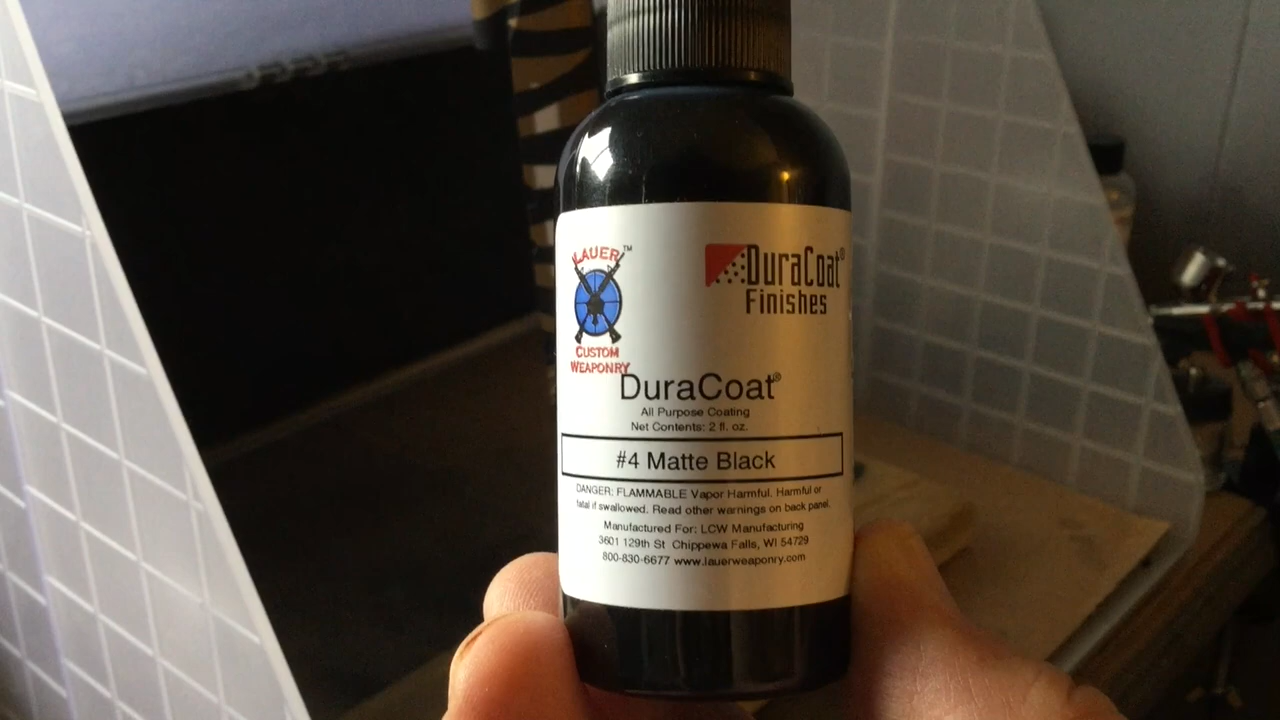 LAUER™
CUSTOM
WEAPONRY
DuraCoat®
Finishes
DuraCoat®
All Purpose Coating
Net Contents: 2 fl. oz.
#4 Matte Black
DANGER: FLAMMABLE Vapor Harmful. Harmful or
fatal if swallowed. Read other warnings on back panel.
Manufactured For: LCW Manufacturing
3601 129th St Chippewa Falls, WI 54729
800-830-6677 www.lauerweaponry.com